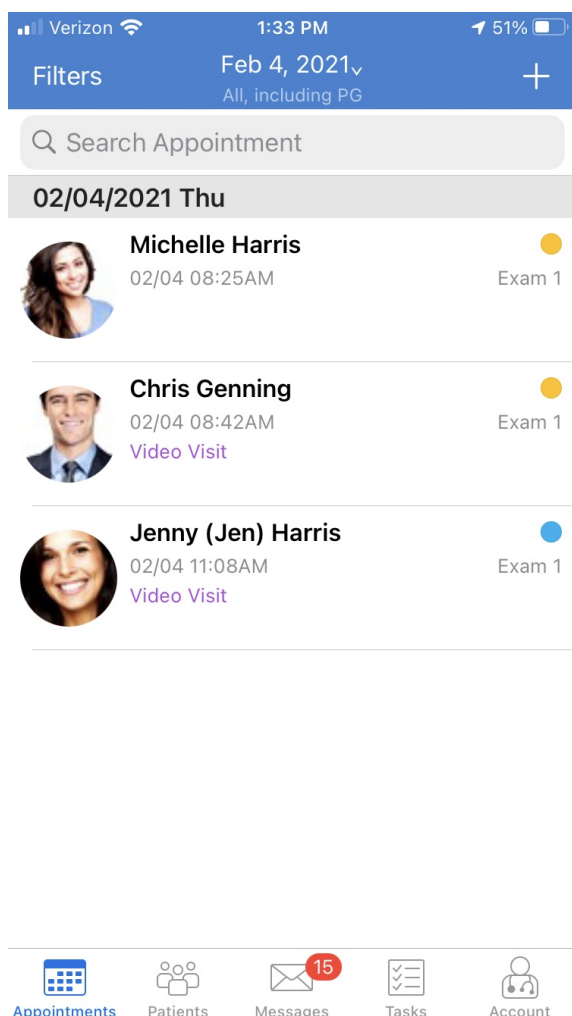 Verizon 1:33 PM 51%
Filters Feb 4, 2021 +
All, including PG
Search Appointment
02/04/2021 Thu
Michelle Harris
02/04 08:25AM Exam 1
Chris Genning
02/04 08:42AM Exam 1
Video Visit
Jenny (Jen) Harris
02/04 11:08AM Exam 1
Video Visit
15
Appointments Patients Messages Tasks Account